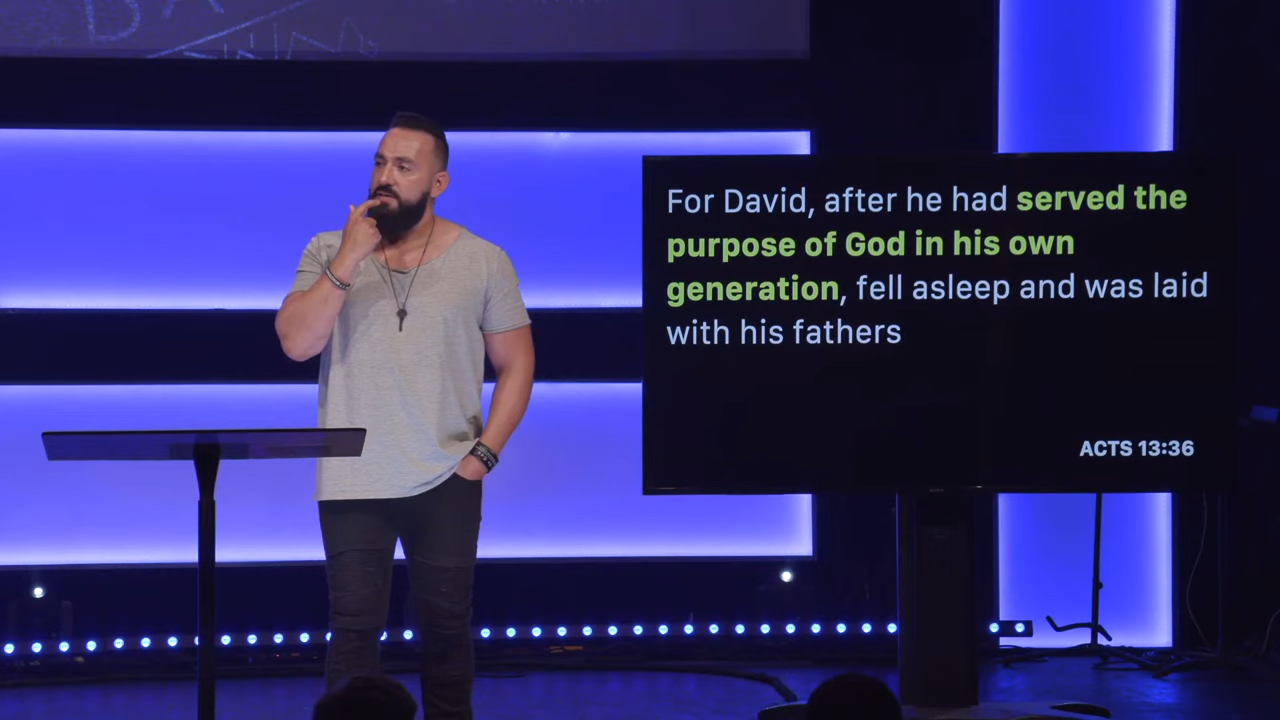 For David, after he had served the
purpose of God in his own
generation, fell asleep and was laid
with his fathers
ACTS 13:36